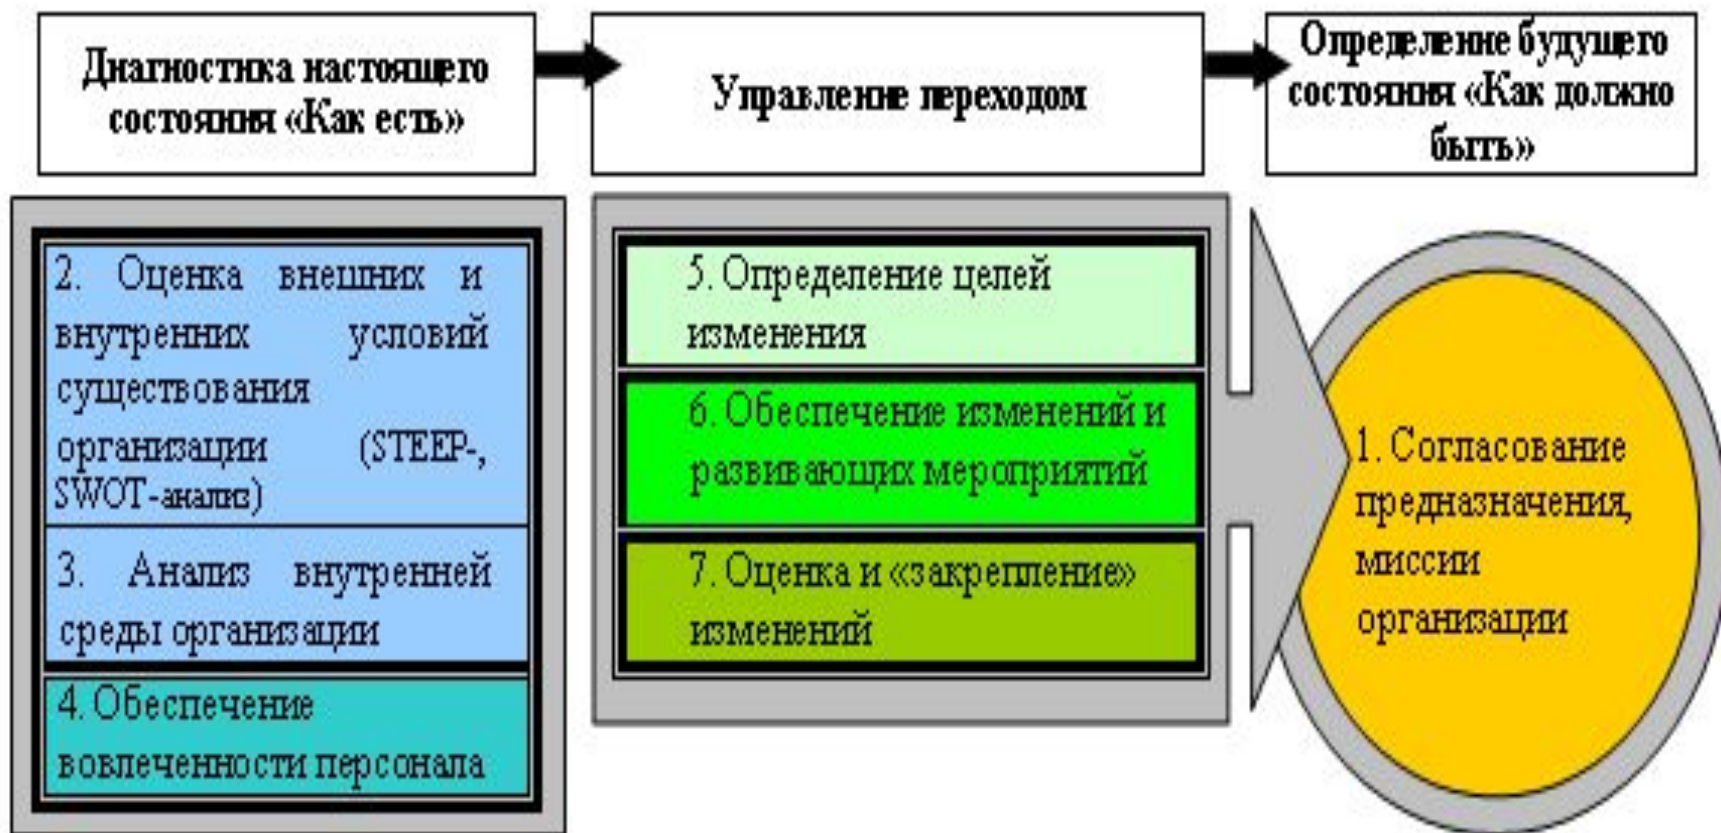 Диагностика настоящего
состояния «Как есть»
Управление переходом
Определение будущего
состояния «Как должно
быть»
2. Оценка внешних и
внутренних условий
существования
организации (STEEP-,
SWOT-анализ)
3. Анализ внутренней
среды организации
4. Обеспечение
вовлеченности персонала
5. Определение целей
изменения
6. Обеспечение изменений и
развивающих мероприятий
7. Оценка и «закрепление»
изменений
1. Согласование
предназначения,
миссии
организации